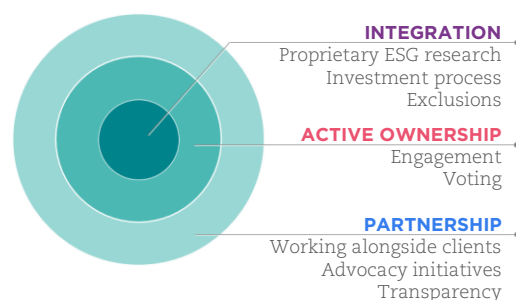 INTEGRATION
Proprietary ESG research
Investment process
Exclusions
ACTIVE OWNERSHIP
Engagement
Voting
PARTNERSHIP
Working alongside clients
Advocacy initiatives
Transparency